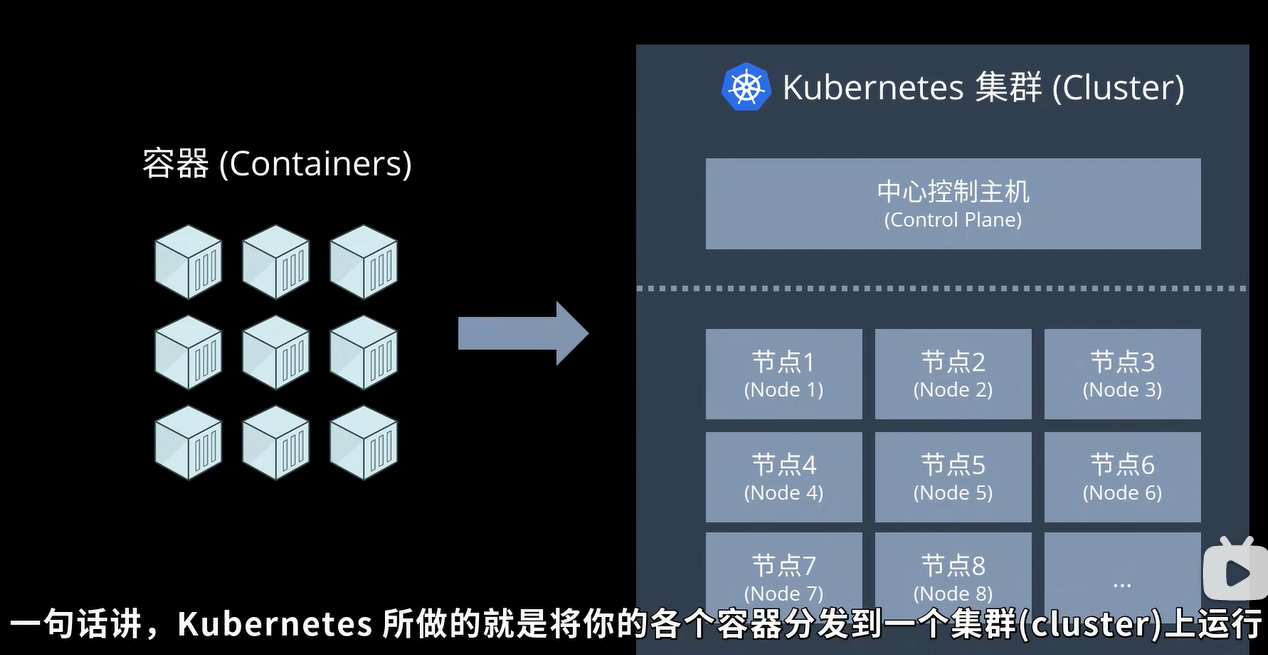 Kubernetes 集群 (Cluster)
容器 (Containers)
中心控制主机
(Control Plane)
节点1
(Node 1)
节点2
(Node 2)
节点3
(Node 3)
节点4
(Node 4)
节点5
(Node 5)
节点6
(Node 6)
节点7
(Node 7)
节点8
(Node 8)
...
一句话讲，Kubernetes 所做的就是将你的各个容器分发到一个集群(cluster)上运行